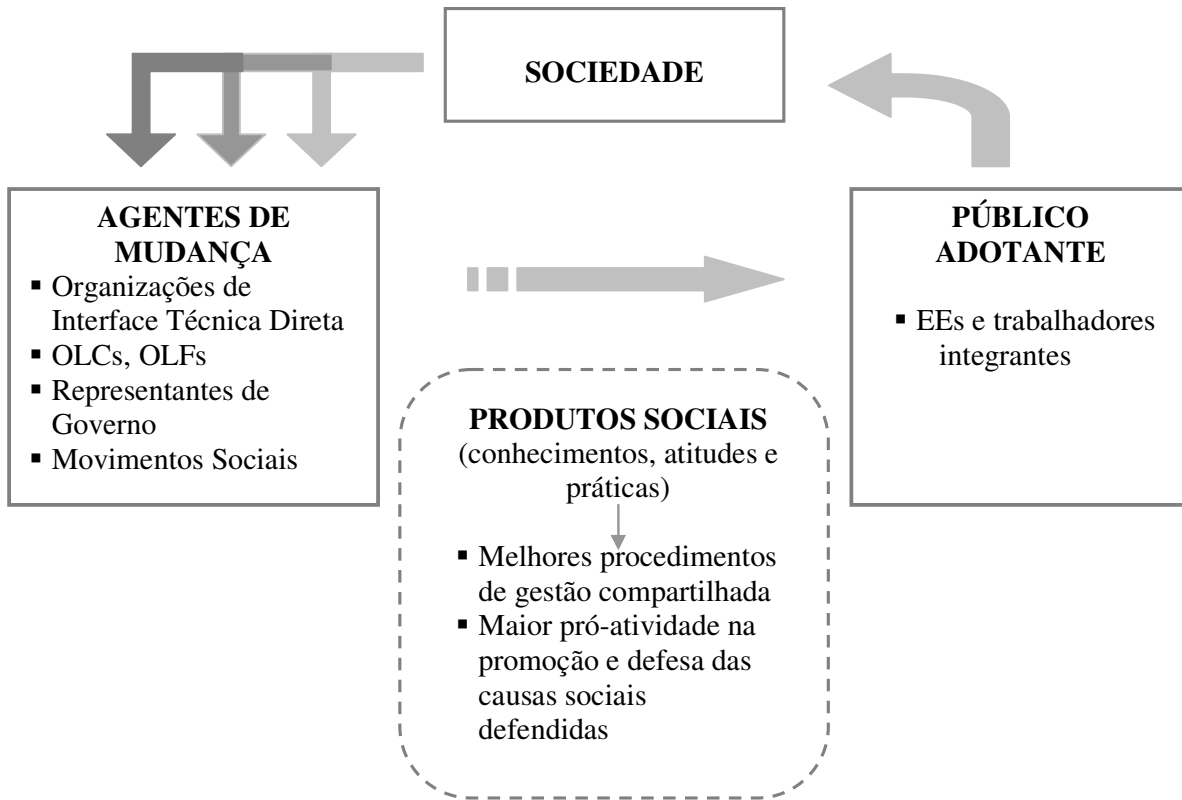 SOCIEDADE
AGENTES DE
MUDANÇA
▪ Organizações de
Interface Técnica Direta
▪ OLCs, OLFs
▪ Representantes de
Governo
▪ Movimentos Sociais
PÚBLICO
ADOTANTE
▪ EEs e trabalhadores
integrantes
PRODUTOS SOCIAIS
(conhecimentos, atitudes e
práticas)
▪ Melhores procedimentos
de gestão compartilhada
▪ Maior pró-atividade na
promoção e defesa das
causas sociais
defendidas